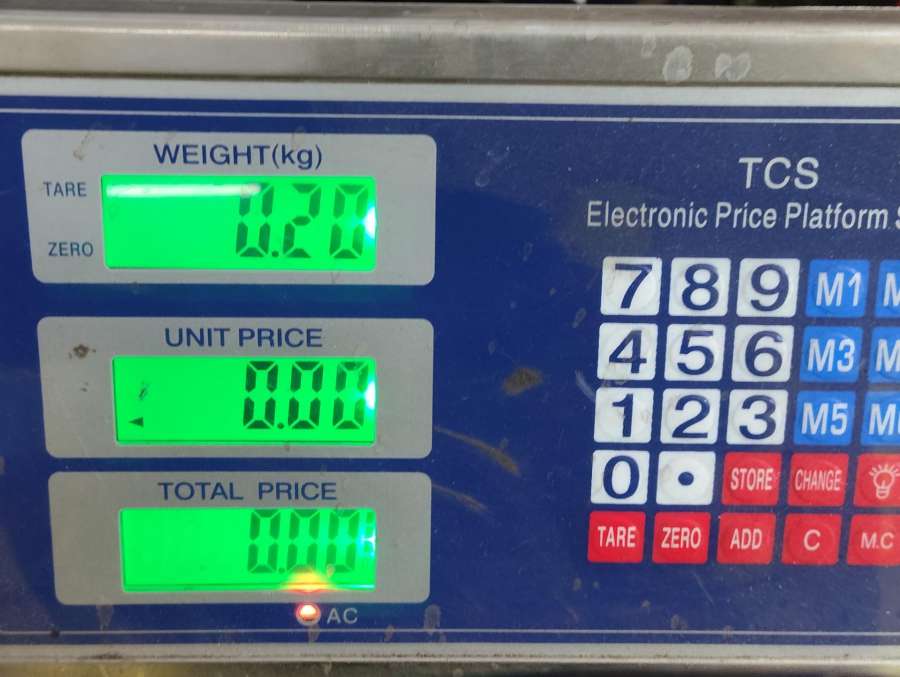 WEIGHT(kg)
TARE
ZERO
0.20
UNIT PRICE
0.00
TOTAL PRICE
0.00
AC
TCS
Electronic Price Platform
7 8 9 M1
4 5 6 M3
1 2 3 M5
0 • STORE CHANGE
TARE ZERO ADD C M.C